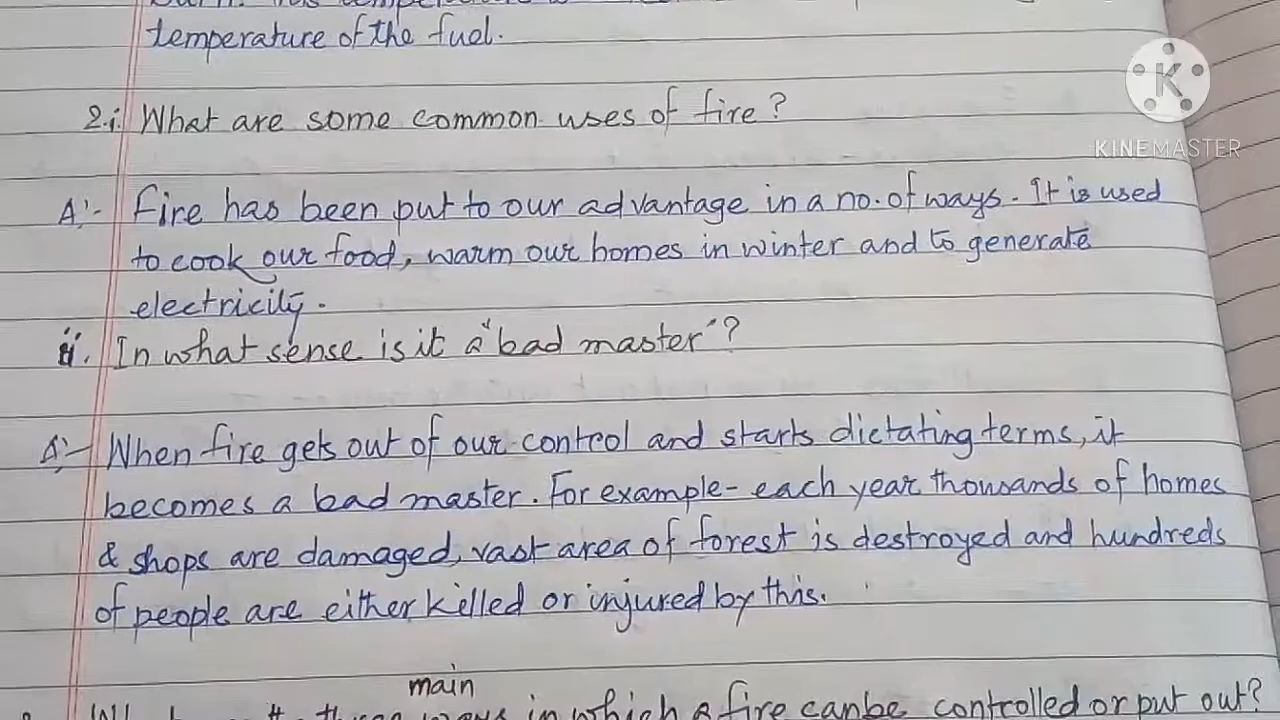 temperature of the fuel.
2.i. What are some common uses of fire?
A:- Fire has been put to our advantage in a no. of ways. It is used
to cook our food, warm our homes in winter and to generate
electricity.
ii. In what sense is it a "bad master"?
A:- When fire gets out of our control and starts dictating terms, it
becomes a bad master. For example- each year thousands of homes
& shops are damaged, vast area of forest is destroyed and hundreds
of people are either killed or injured by this.
main
in which a fire can be controlled or put out?
KINEMASTER